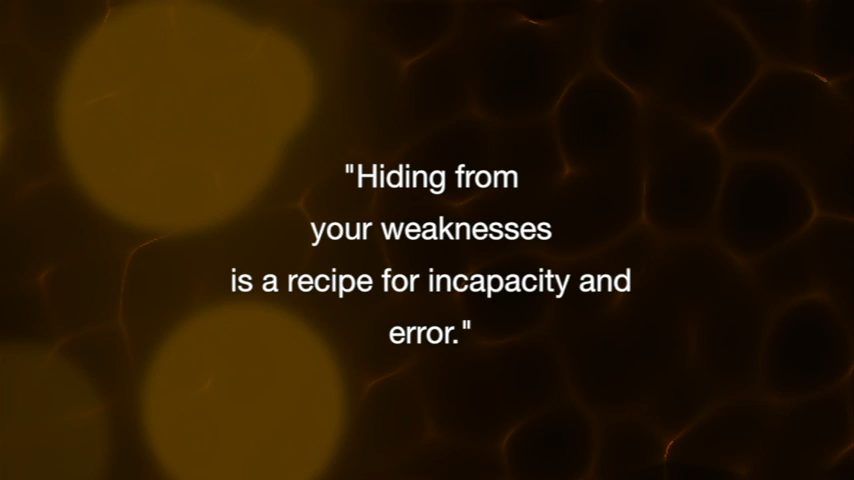 "Hiding from
your weaknesses
is a recipe for incapacity and
error."